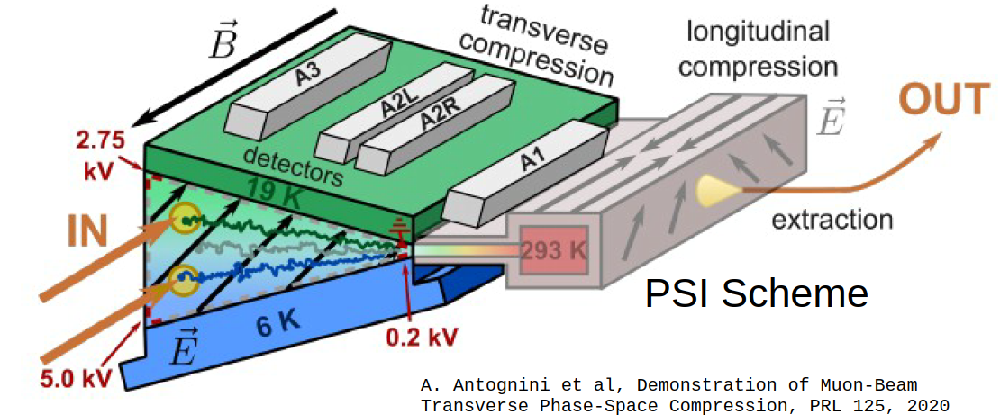 transverse
compression
longitudinal
compression
B
A3
A2L
A2R
A1
OUT
E
2.75
kV
detectors
19 K
IN
extraction
293 K
PSI Scheme
6 K
0.2 kV
E
5.0 kV
A. Antognini et al, Demonstration of Muon-Beam
Transverse Phase-Space Compression, PRL 125, 2020